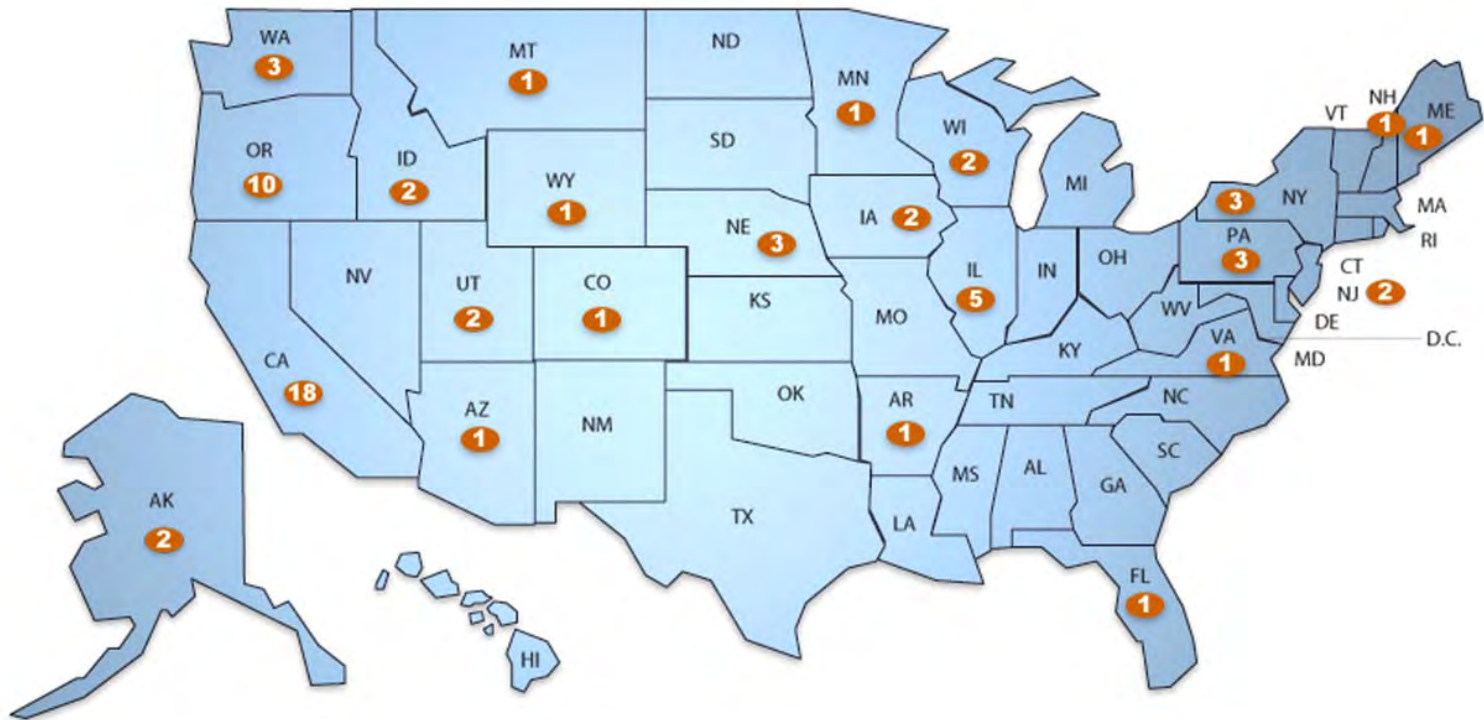 WA
3
MT
1
ND
MN
1
VT
NH
1
ME
1
OR
10
ID
2
SD
WI
2
MI
WY
1
NE
3
IA
2
NY
3
MA
RI
PA
3
CT
NJ 2
NV
UT
2
CO
1
KS
MO
IL
5
IN
OH
WV
VA
1
DE
D.C.
MD
KY
CA
18
AZ
1
NM
OK
AR
1
TN
NC
SC
MS
AL
GA
TX
LA
FL
1
AK
2
HI